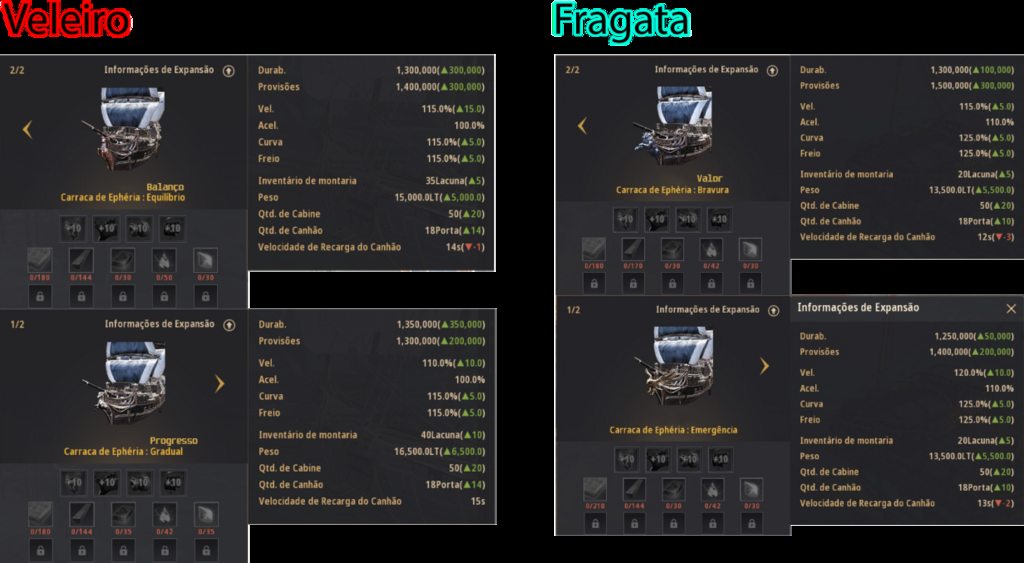 Veleiro
2/2 Informações de Expansão
Balanço
Carraca de Ephéria : Equilíbrio
+10 +10 +10 +10
0/180 0/144 0/30 0/50 0/30
Durab. 1,300,000(▲300,000)
Provisões 1,400,000(▲300,000)
Vel. 115.0%(▲15.0)
Acel. 100.0%
Curva 115.0%(▲5.0)
Freio 115.0%(▲5.0)
Inventário de montaria 35Lacuna(▲5)
Peso 15,000.0LT(▲5,000.0)
Qtd. de Cabine 50(▲20)
Qtd. de Canhão 18Porta(▲14)
Velocidade de Recarga do Canhão 14s(▼-1)
1/2 Informações de Expansão
Progresso
Carraca de Ephéria : Gradual
+10 +10 +10 +10
0/180 0/144 0/35 0/42 0/35
Durab. 1,350,000(▲350,000)
Provisões 1,300,000(▲200,000)
Vel. 110.0%(▲10.0)
Acel. 100.0%
Curva 115.0%(▲5.0)
Freio 115.0%(▲5.0)
Inventário de montaria 40Lacuna(▲10)
Peso 16,500.0LT(▲6,500.0)
Qtd. de Cabine 50(▲20)
Qtd. de Canhão 18Porta(▲14)
Velocidade de Recarga do Canhão 15s
Fragata
2/2 Informações de Expansão
Valor
Carraca de Ephéria : Bravura
+10 +10 +10 +10
0/180 0/170 0/30 0/42 0/30
Durab. 1,300,000(▲100,000)
Provisões 1,500,000(▲300,000)
Vel. 115.0%(▲5.0)
Acel. 110.0%
Curva 125.0%(▲5.0)
Freio 125.0%(▲5.0)
Inventário de montaria 20Lacuna(▲5)
Peso 13,500.0LT(▲5,500.0)
Qtd. de Cabine 50(▲20)
Qtd. de Canhão 18Porta(▲10)
Velocidade de Recarga do Canhão 12s(▼-3)
1/2 Informações de Expansão
Carraca de Ephéria : Emergência
+10 +10 +10 +10
0/210 0/144 0/30 0/42 0/30
Informações de Expansão
Durab. 1,250,000(▲50,000)
Provisões 1,400,000(▲200,000)
Vel. 120.0%(▲10.0)
Acel. 110.0%
Curva 125.0%(▲5.0)
Freio 125.0%(▲5.0)
Inventário de montaria 20Lacuna(▲5)
Peso 13,500.0LT(▲5,500.0)
Qtd. de Cabine 50(▲20)
Qtd. de Canhão 18Porta(▲10)
Velocidade de Recarga do Canhão 13s(▼-2)